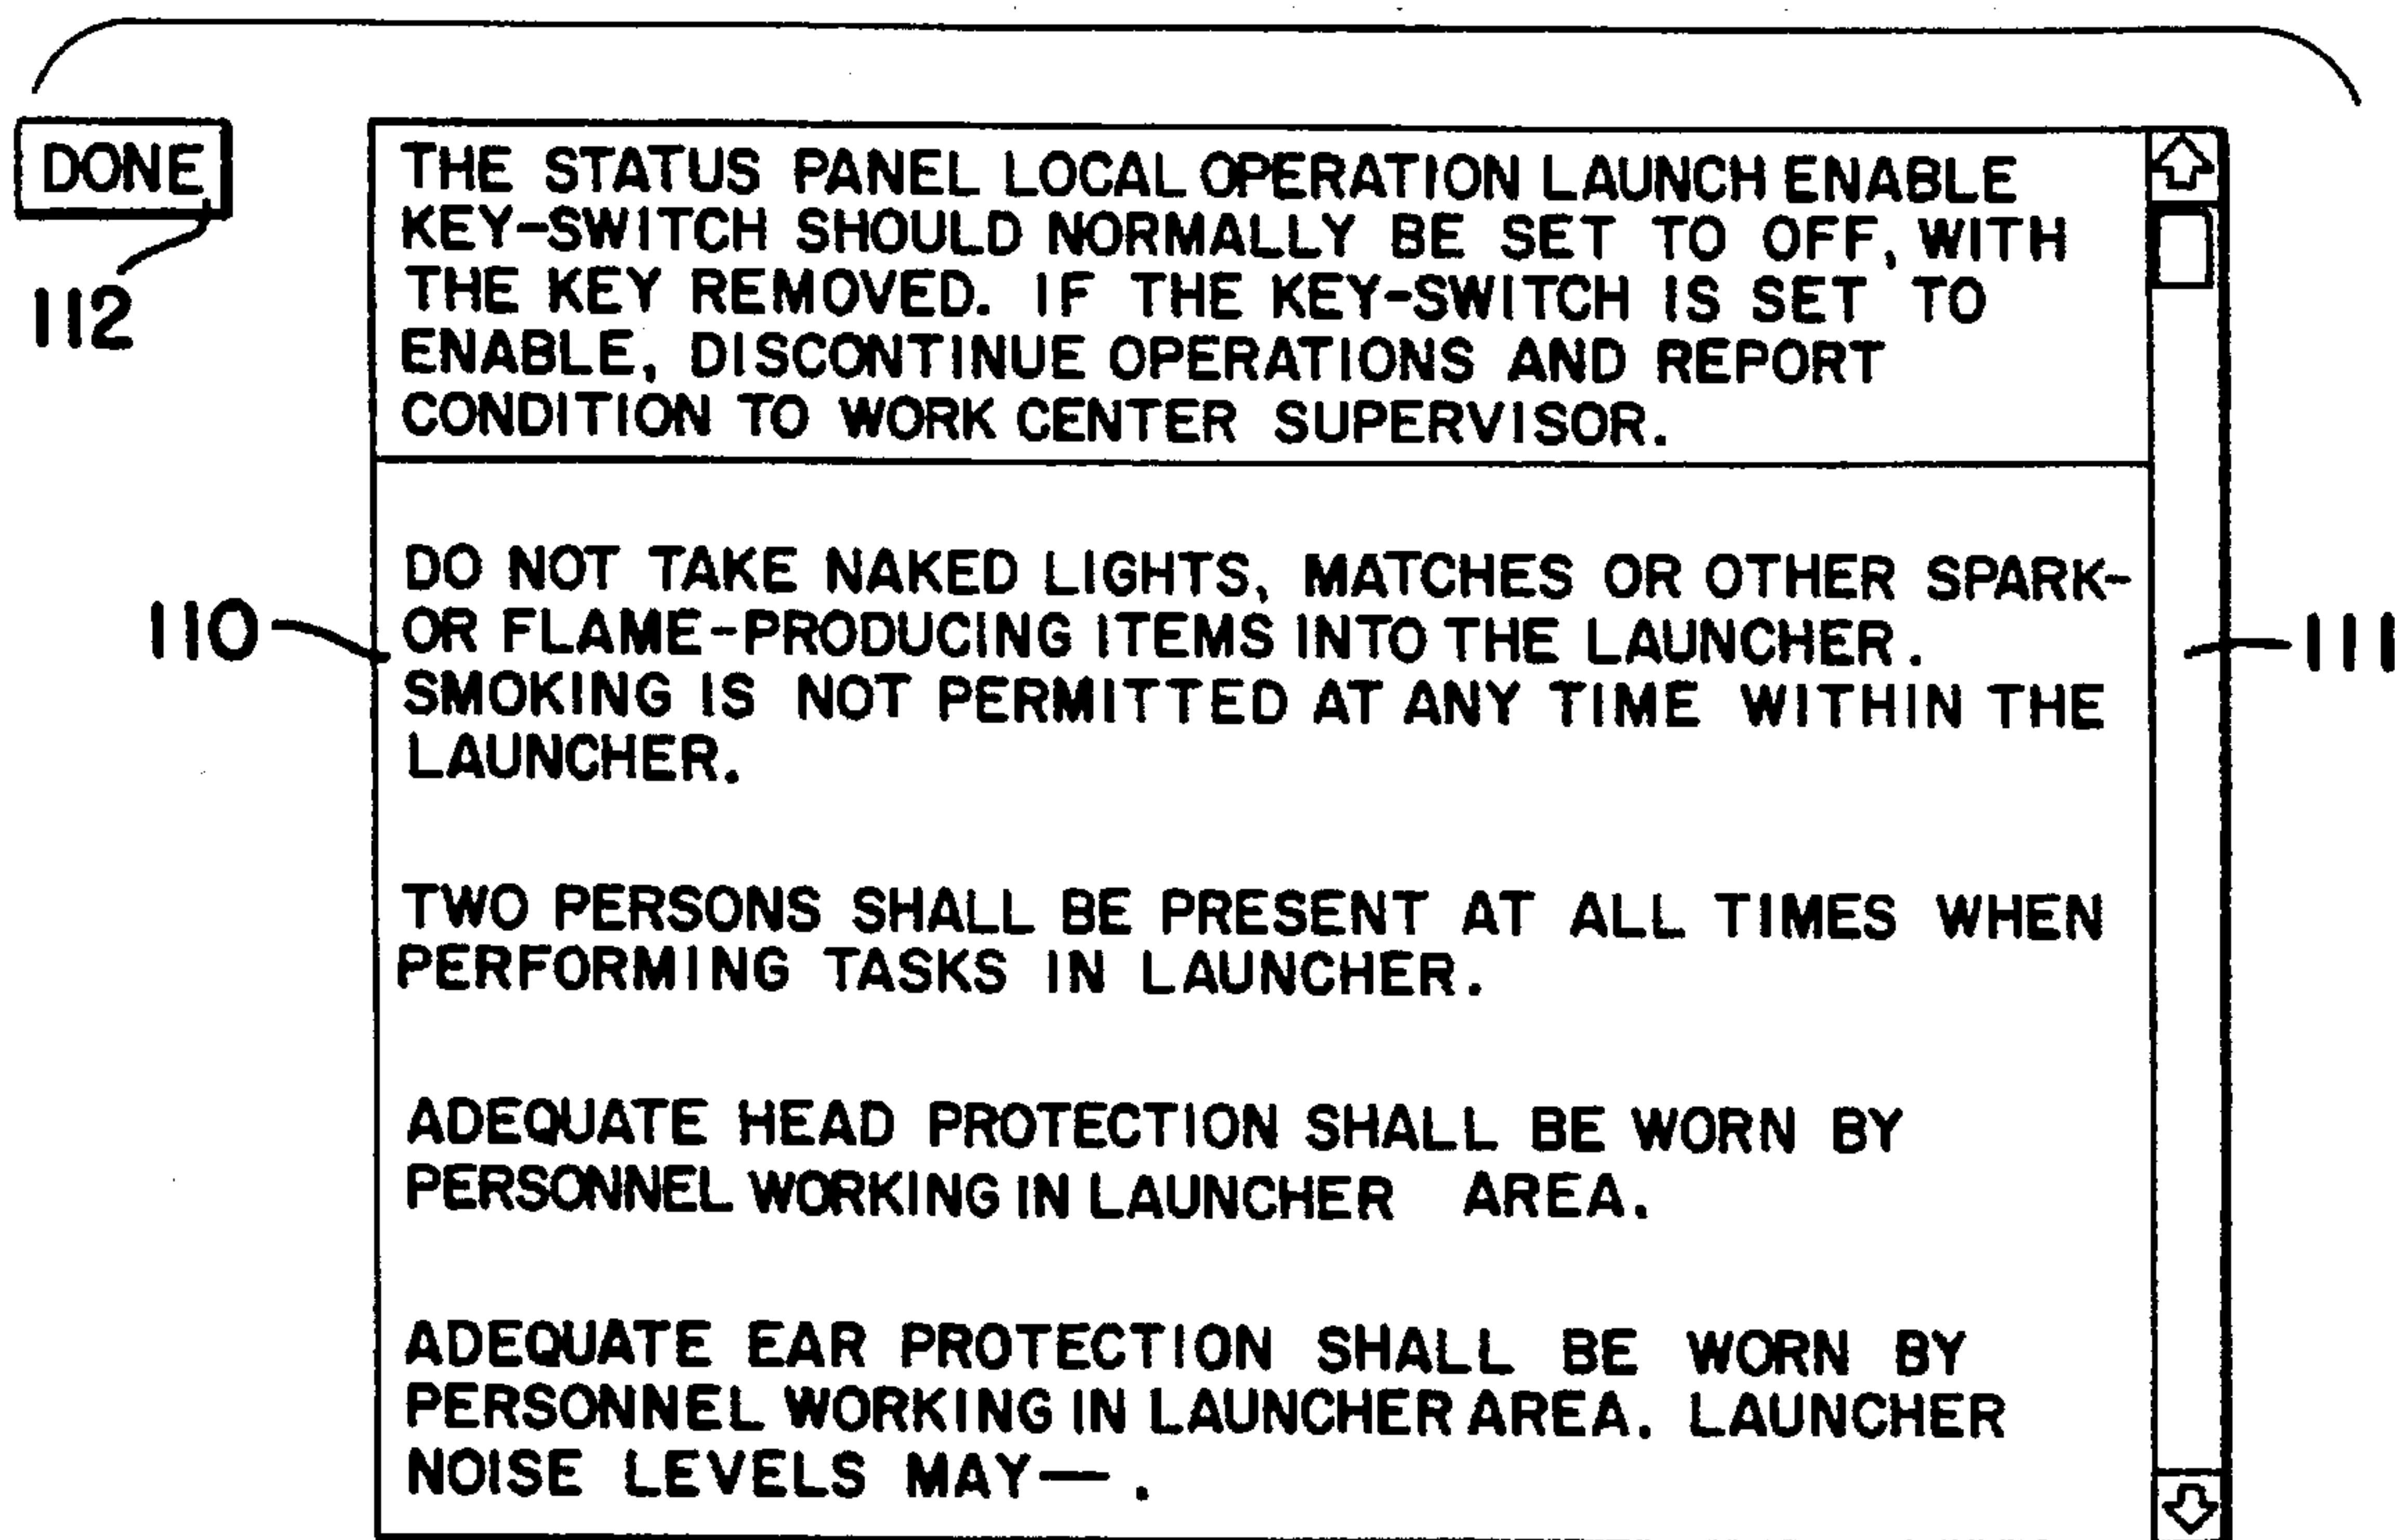 DONE
112
THE STATUS PANEL LOCAL OPERATION LAUNCH ENABLE
KEY-SWITCH SHOULD NORMALLY BE SET TO OFF, WITH
THE KEY REMOVED. IF THE KEY-SWITCH IS SET TO
ENABLE, DISCONTINUE OPERATIONS AND REPORT
CONDITION TO WORK CENTER SUPERVISOR.
DO NOT TAKE NAKED LIGHTS, MATCHES OR OTHER SPARK-
110
OR FLAME-PRODUCING ITEMS INTO THE LAUNCHER.
111
SMOKING IS NOT PERMITTED AT ANY TIME WITHIN THE
LAUNCHER.
TWO PERSONS SHALL BE PRESENT AT ALL TIMES WHEN
PERFORMING TASKS IN LAUNCHER.
ADEQUATE HEAD PROTECTION SHALL BE WORN BY
PERSONNEL WORKING IN LAUNCHER AREA.
ADEQUATE EAR PROTECTION SHALL BE WORN BY
PERSONNEL WORKING IN LAUNCHER AREA. LAUNCHER
NOISE LEVELS MAY— .